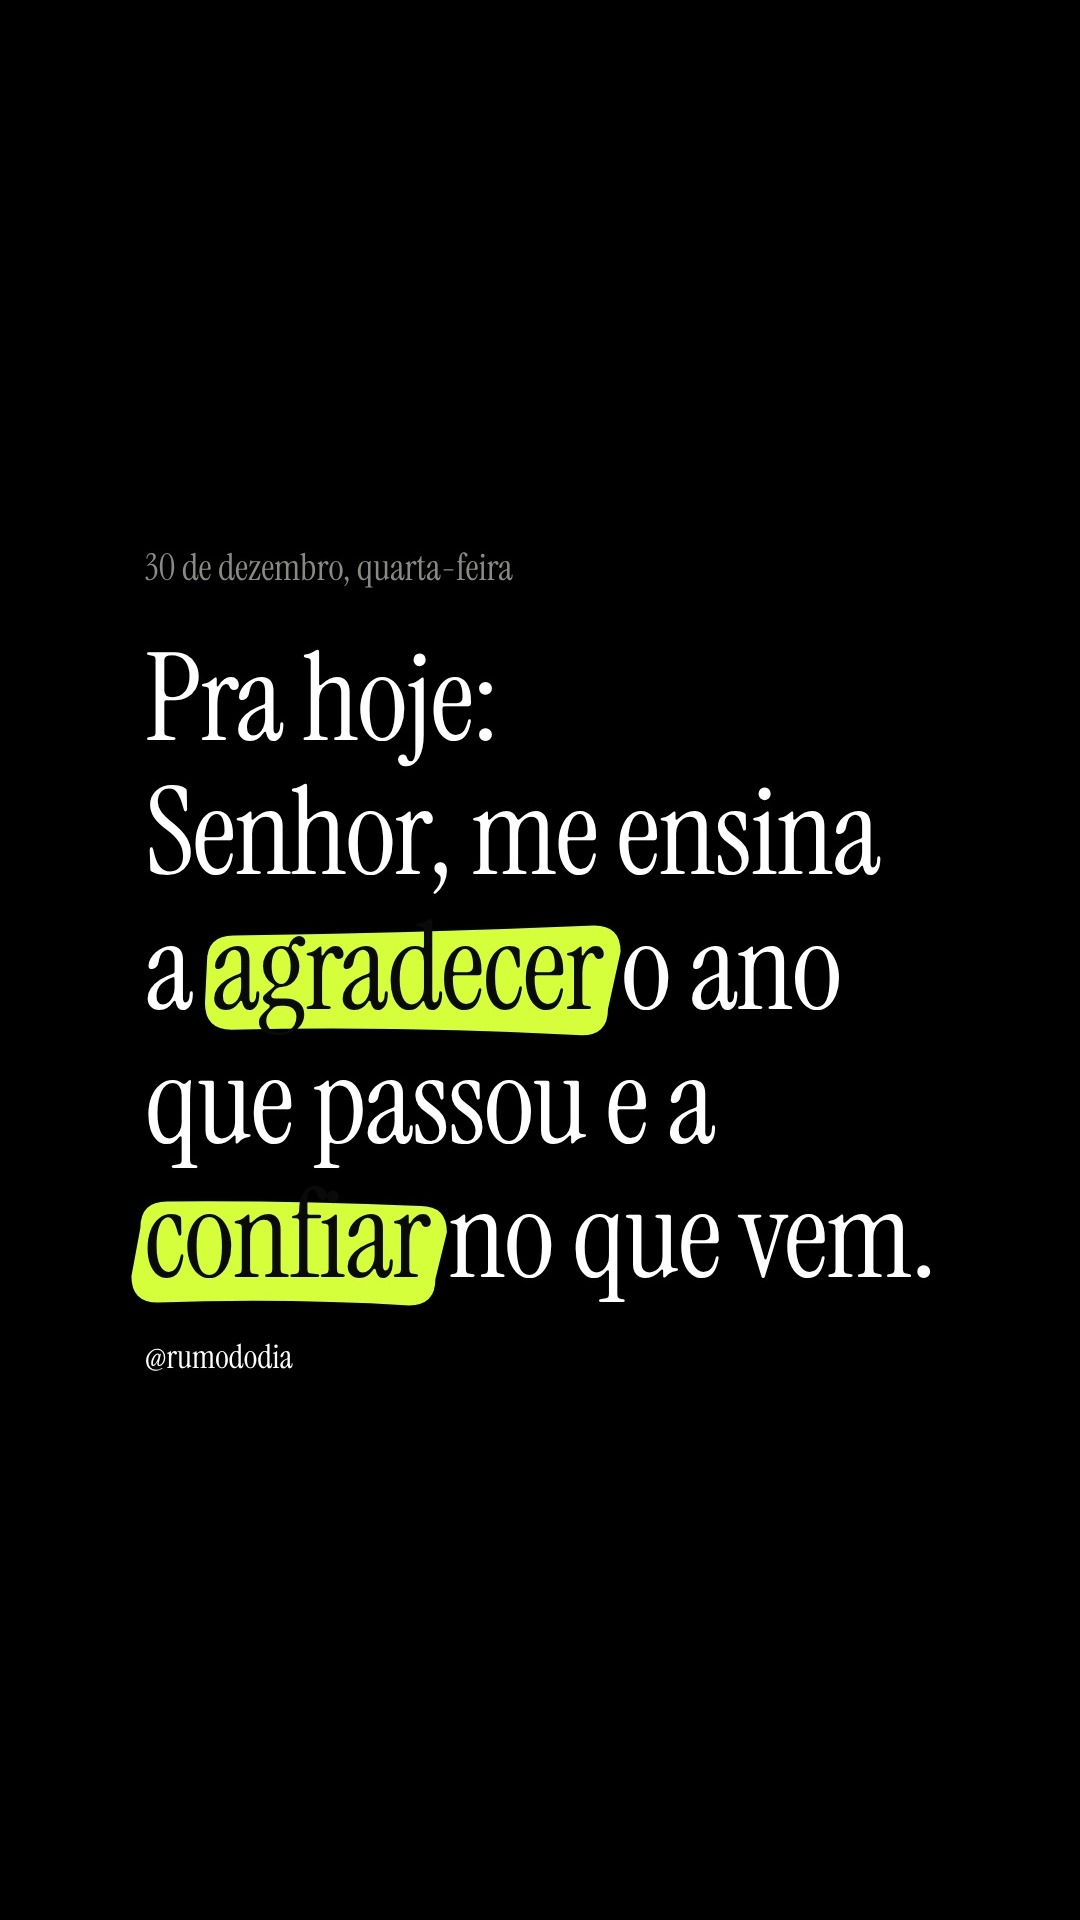 30 de dezembro, quarta-feira
Pra hoje:
Senhor, me ensina
a agradecer o ano
que passou e a
confiar no que vem.
@rumododia